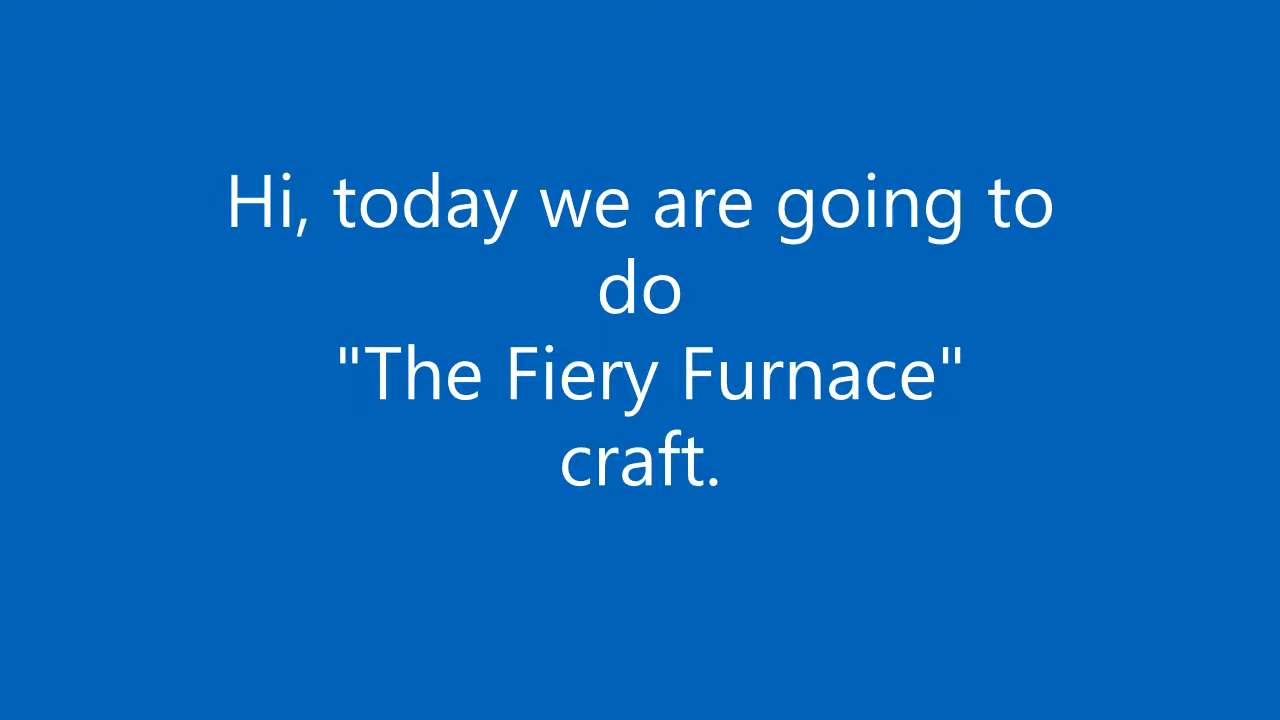 Hi, today we are going to
do
"The Fiery Furnace"
craft.